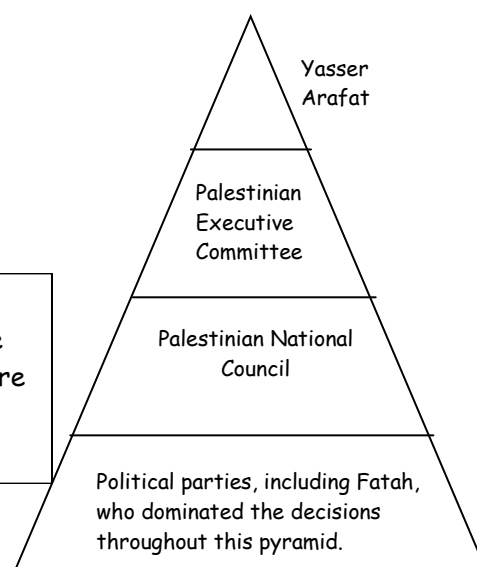 Yasser
Arafat
Palestinian
Executive
Committee
e
re
Palestinian National
Council
Political parties, including Fatah,
who dominated the decisions
throughout this pyramid.